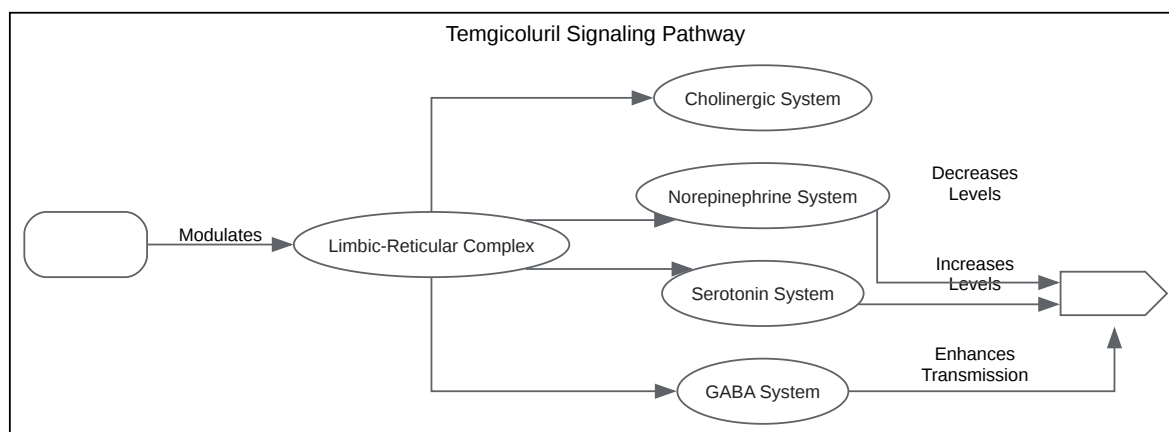 Temgicoluril Signaling Pathway
Cholinergic System
Decreases
Levels
Norepinephrine System
Modulates
Limbic-Reticular Complex
Increases
Levels
Serotonin System
Enhances
Transmission
GABA System